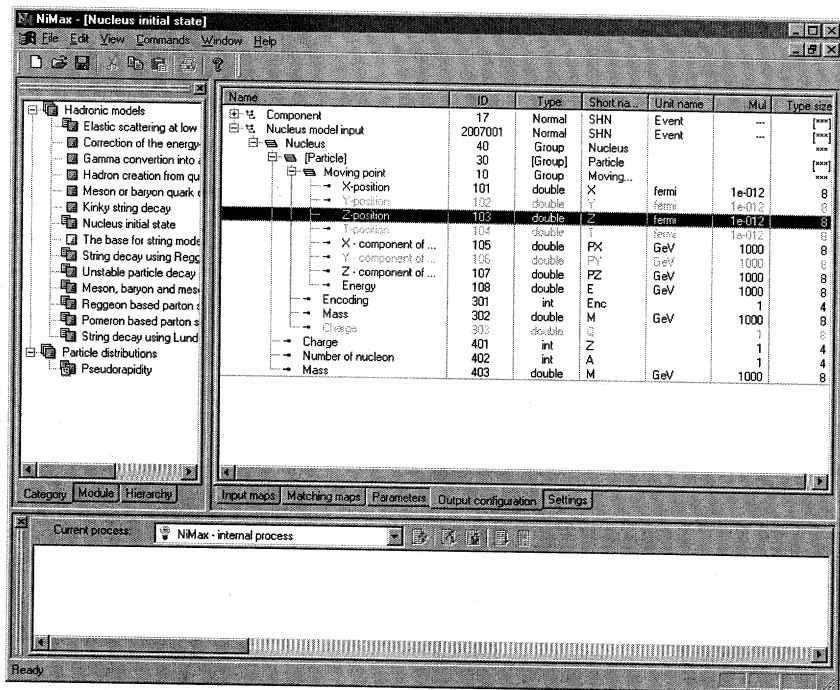 NiMax - [Nucleus initial state]
File Edit View Commands Window Help
Hadronic models
Elastic scattering at low
Correction of the energy-
Gamma convertion into a
Hadron creation from qu
Meson or baryon quark c
Kinky string decay
Nucleus initial state
The base for string mode
String decay using Regg
Unstable particle decay
Meson, baryon and mes
Reggeon based parton s
Pomeron based parton s
String decay using Lund
Particle distributions
Pseudorapidity
Category Module Hierarchy
Name ID Type Short na... Unit name Mul Type size
Component 17 Normal SHN Event --- [***]
Nucleus model input 2007001 Normal SHN Event --- [***]
Nucleus 40 Group Nucleus ***
[Particle] 30 [Group] Particle [***]
Moving point 10 Group Moving... ***
X-position 101 double X fermi 1e-012 8
Y-position 102 double Y fermi 1e-012 8
Z-position 103 double Z fermi 1e-012 8
T-position 104 double T fermi 1e-012 8
X - component of ... 105 double PX GeV 1000 8
Y - component of ... 106 double PY GeV 1000 8
Z - component of ... 107 double PZ GeV 1000 8
Energy 108 double E GeV 1000 8
Encoding 301 int Enc 1 4
Mass 302 double M GeV 1000 8
Charge 303 double Q 1 8
Charge 401 int Z 1 4
Number of nucleon 402 int A 1 4
Mass 403 double M GeV 1000 8
Input maps Matching maps Parameters Output configuration Settings
Current process: NiMax - internal process
Ready